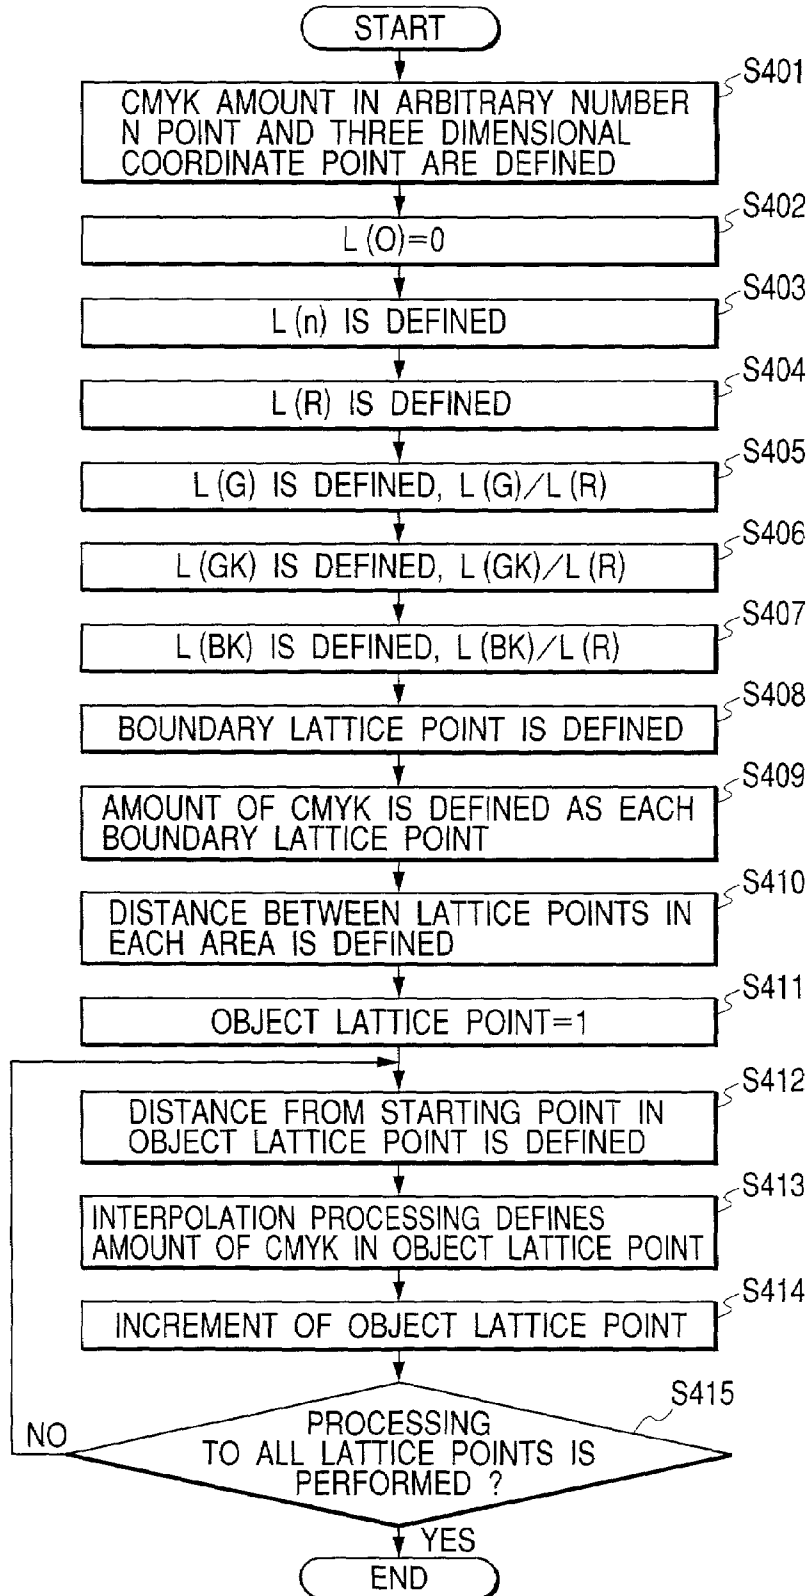 START
S401
CMYK AMOUNT IN ARBITRARY NUMBER
N POINT AND THREE DIMENSIONAL
COORDINATE POINT ARE DEFINED
S402
L(O)=0
S403
L(n) IS DEFINED
S404
L(R) IS DEFINED
S405
L(G) IS DEFINED, L(G)/L(R)
S406
L(GK) IS DEFINED, L(GK)/L(R)
S407
L(BK) IS DEFINED, L(BK)/L(R)
S408
BOUNDARY LATTICE POINT IS DEFINED
S409
AMOUNT OF CMYK IS DEFINED AS EACH
BOUNDARY LATTICE POINT
S410
DISTANCE BETWEEN LATTICE POINTS IN
EACH AREA IS DEFINED
S411
OBJECT LATTICE POINT=1
S412
DISTANCE FROM STARTING POINT IN
OBJECT LATTICE POINT IS DEFINED
S413
INTERPOLATION PROCESSING DEFINES
AMOUNT OF CMYK IN OBJECT LATTICE POINT
S414
INCREMENT OF OBJECT LATTICE POINT
S415
PROCESSING
TO ALL LATTICE POINTS IS
PERFORMED ?
NO
YES
END